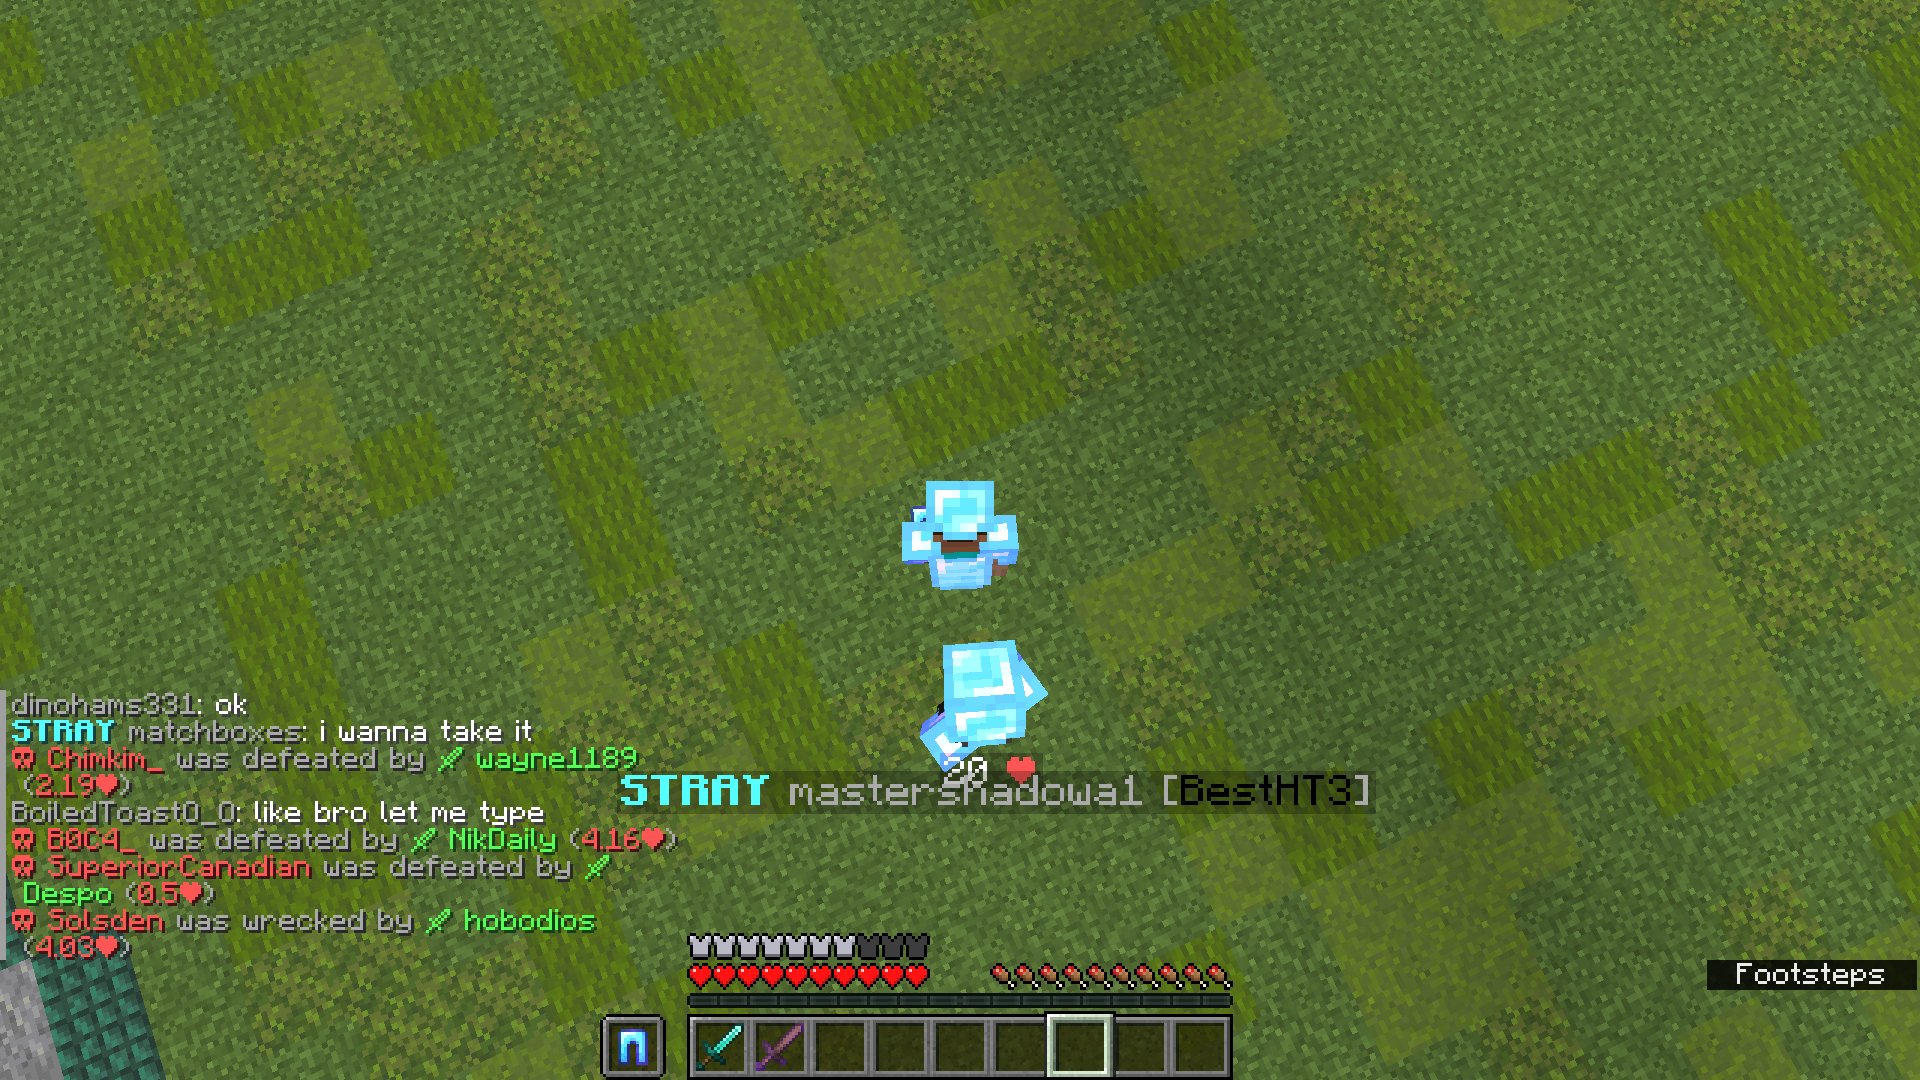 dinohams331: ok
STRAY matchboxes: i wanna take it
Chimkim_ was defeated by wayne1189
(2.19❤)
BoiledToast0_0: like bro let me type
B0C4_ was defeated by NikDaily (4.16❤)
SuperiorCanadian was defeated by
Despo (0.5❤)
Solsden was wrecked by hobodios
(4.03❤)
20 ❤
STRAY mastershadowa1 [BestHT3]
Footsteps